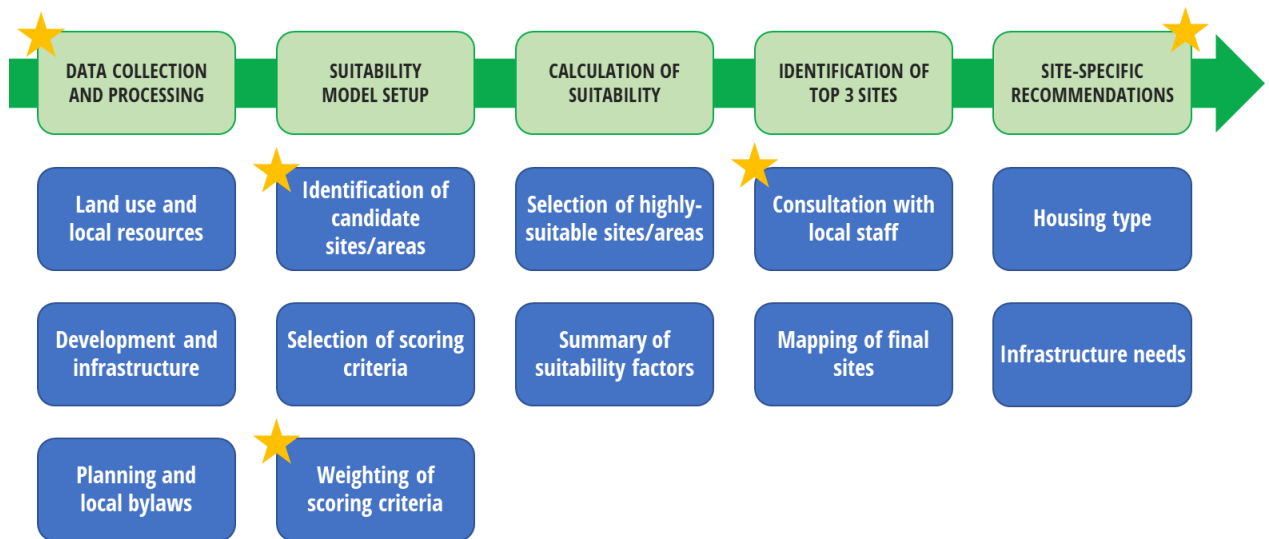 DATA COLLECTION
AND PROCESSING
SUITABILITY
MODEL SETUP
CALCULATION OF
SUITABILITY
IDENTIFICATION OF
TOP 3 SITES
SITE-SPECIFIC
RECOMMENDATIONS
Land use and
local resources
Identification of
candidate
sites/areas
Selection of highly-
suitable sites/areas
Consultation with
local staff
Housing type
Development and
infrastructure
Selection of scoring
criteria
Summary of
suitability factors
Mapping of final
sites
Infrastructure needs
Planning and
local bylaws
Weighting of
scoring criteria